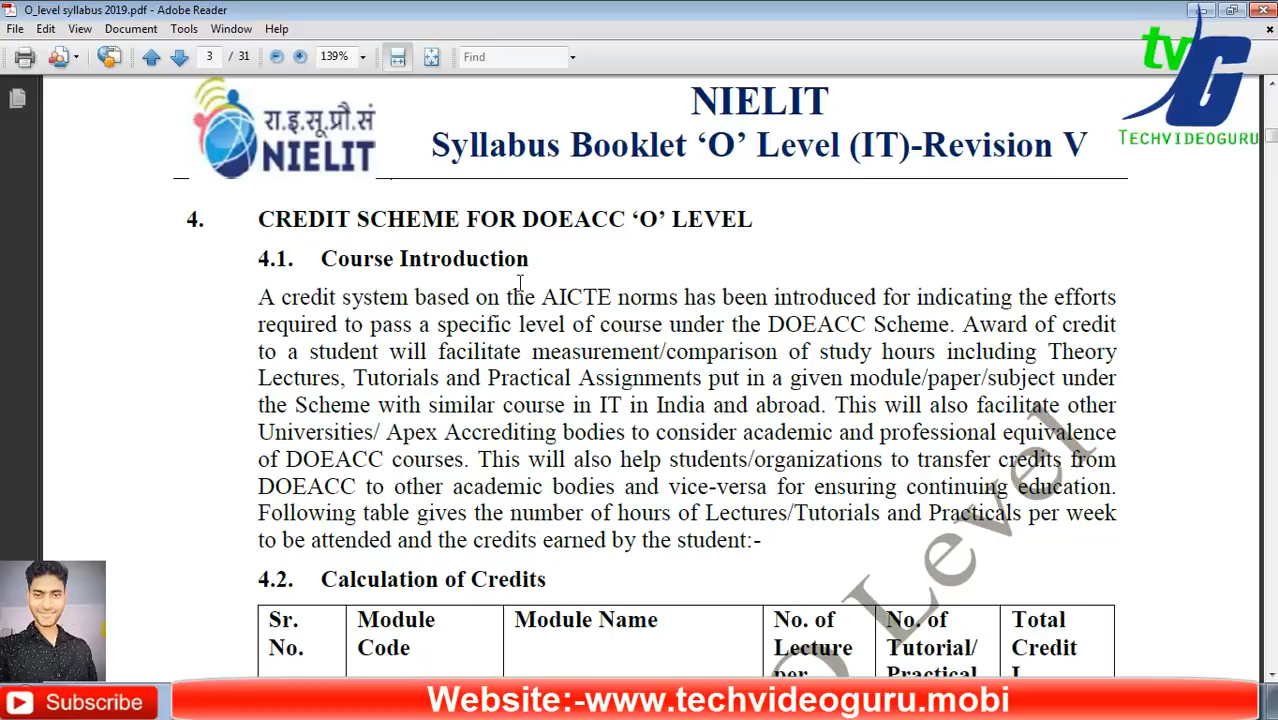 O_level syllabus 2019.pdf - Adobe Reader
File Edit View Document Tools Window Help
3 / 31 139% Find
tv G
TECHVIDEOGURU
रा.इ.सू.प्रौ.सं
NIELIT
NIELIT
Syllabus Booklet ‘O’ Level (IT)-Revision V
4. CREDIT SCHEME FOR DOEACC ‘O’ LEVEL
4.1. Course Introduction
A credit system based on the AICTE norms has been introduced for indicating the efforts
required to pass a specific level of course under the DOEACC Scheme. Award of credit
to a student will facilitate measurement/comparison of study hours including Theory
Lectures, Tutorials and Practical Assignments put in a given module/paper/subject under
the Scheme with similar course in IT in India and abroad. This will also facilitate other
Universities/ Apex Accrediting bodies to consider academic and professional equivalence
of DOEACC courses. This will also help students/organizations to transfer credits from
DOEACC to other academic bodies and vice-versa for ensuring continuing education.
Following table gives the number of hours of Lectures/Tutorials and Practicals per week
to be attended and the credits earned by the student:-
4.2. Calculation of Credits
Sr. No.
Module Code
Module Name
No. of Lecture per
No. of Tutorial/ Practical
Total Credit
O Level
Subscribe
Website:-www.techvideoguru.mobi